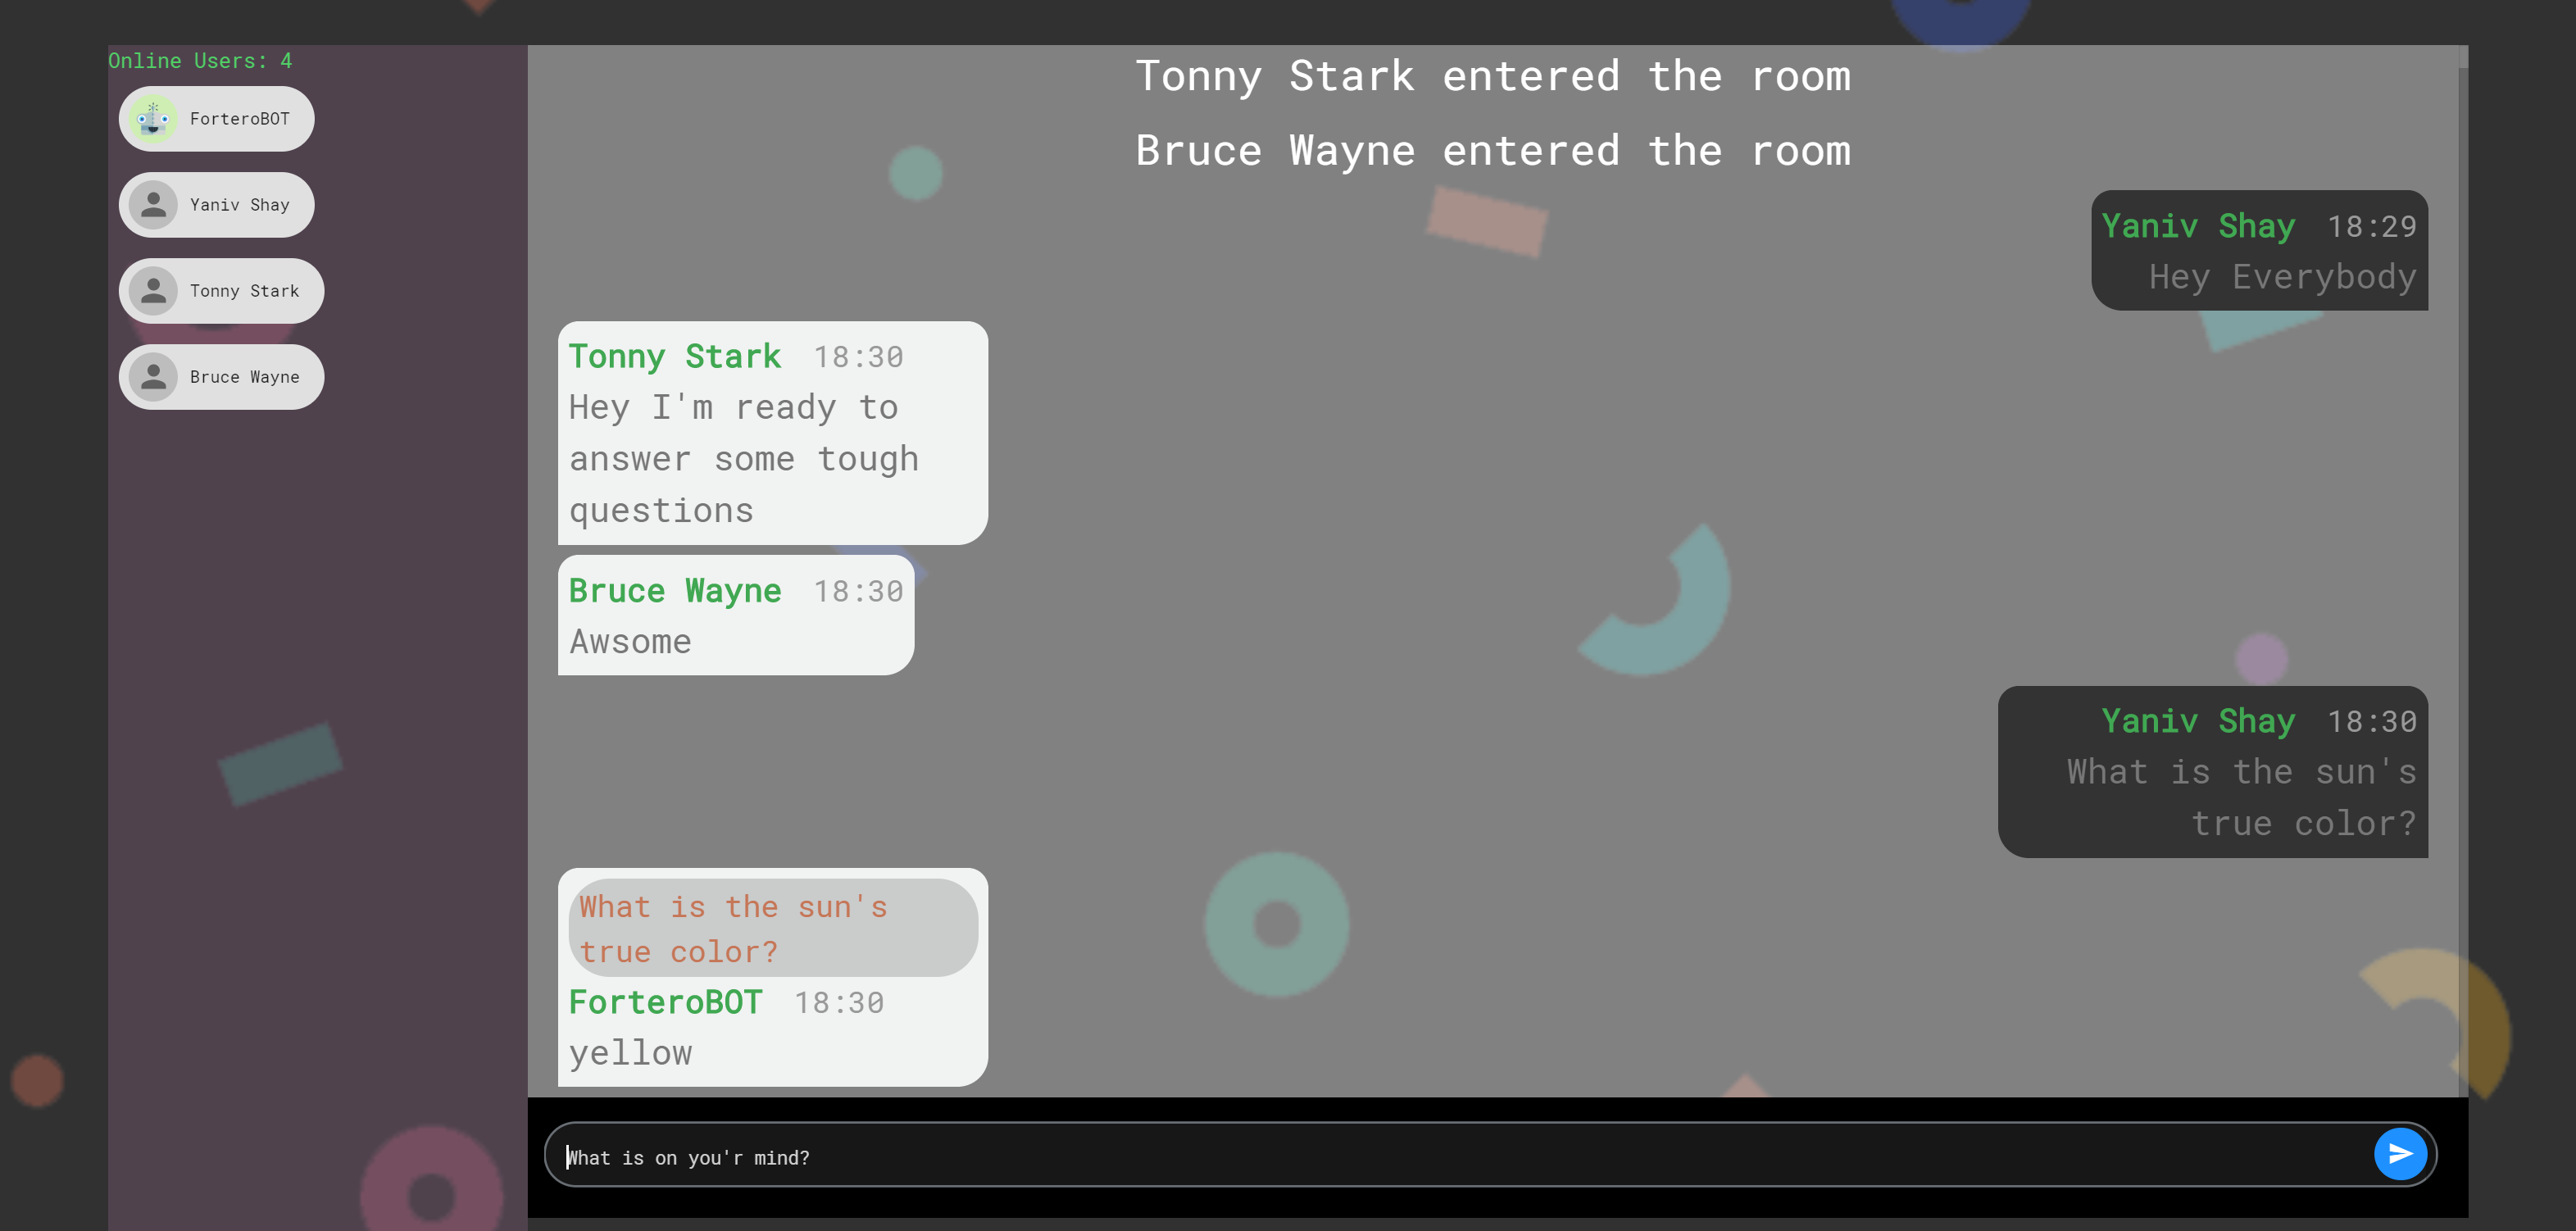 Online Users: 4
ForteroBOT
Yaniv Shay
Tonny Stark
Bruce Wayne
Tonny Stark entered the room
Bruce Wayne entered the room
Yaniv Shay 18:29
Hey Everybody
Tonny Stark 18:30
Hey I'm ready to
answer some tough
questions
Bruce Wayne 18:30
Awsome
Yaniv Shay 18:30
What is the sun's
true color?
What is the sun's
true color?
ForteroBOT 18:30
yellow
What is on you'r mind?